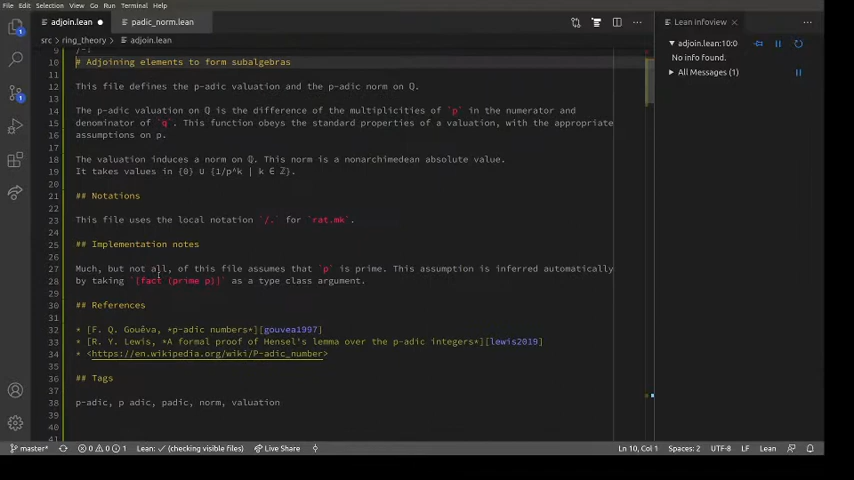 File Edit Selection View Go Run Terminal Help
adjoin.lean
padic_norm.lean
Lean Infoview
src > ring_theory > adjoin.lean
adjoin.lean:10:0
No info found.
All Messages (1)
9 /-!
10 # Adjoining elements to form subalgebras
11
12 This file defines the p-adic valuation and the p-adic norm on ℚ.
13
14 The p-adic valuation on ℚ is the difference of the multiplicities of `p` in the numerator and
15 denominator of `q`. This function obeys the standard properties of a valuation, with the appropriate
16 assumptions on p.
17
18 The valuation induces a norm on ℚ. This norm is a nonarchimedean absolute value.
19 It takes values in {0} ∪ {1/p^k | k ∈ ℤ}.
20
21 ## Notations
22
23 This file uses the local notation `/.` for `rat.mk`.
24
25 ## Implementation notes
26
27 Much, but not all, of this file assumes that `p` is prime. This assumption is inferred automatically
28 by taking `[fact (prime p)]` as a type class argument.
29
30 ## References
31
32 * [F. Q. Gouvêa, *p-adic numbers*][gouvea1997]
33 * [R. Y. Lewis, *A formal proof of Hensel's lemma over the p-adic integers*][lewis2019]
34 * <https://en.wikipedia.org/wiki/P-adic_number>
35
36 ## Tags
37
38 p-adic, p adic, padic, norm, valuation
39
40
41
master* 0 0 1 Lean: ✓ (checking visible files) Live Share Ln 10, Col 1 Spaces: 2 UTF-8 LF Lean